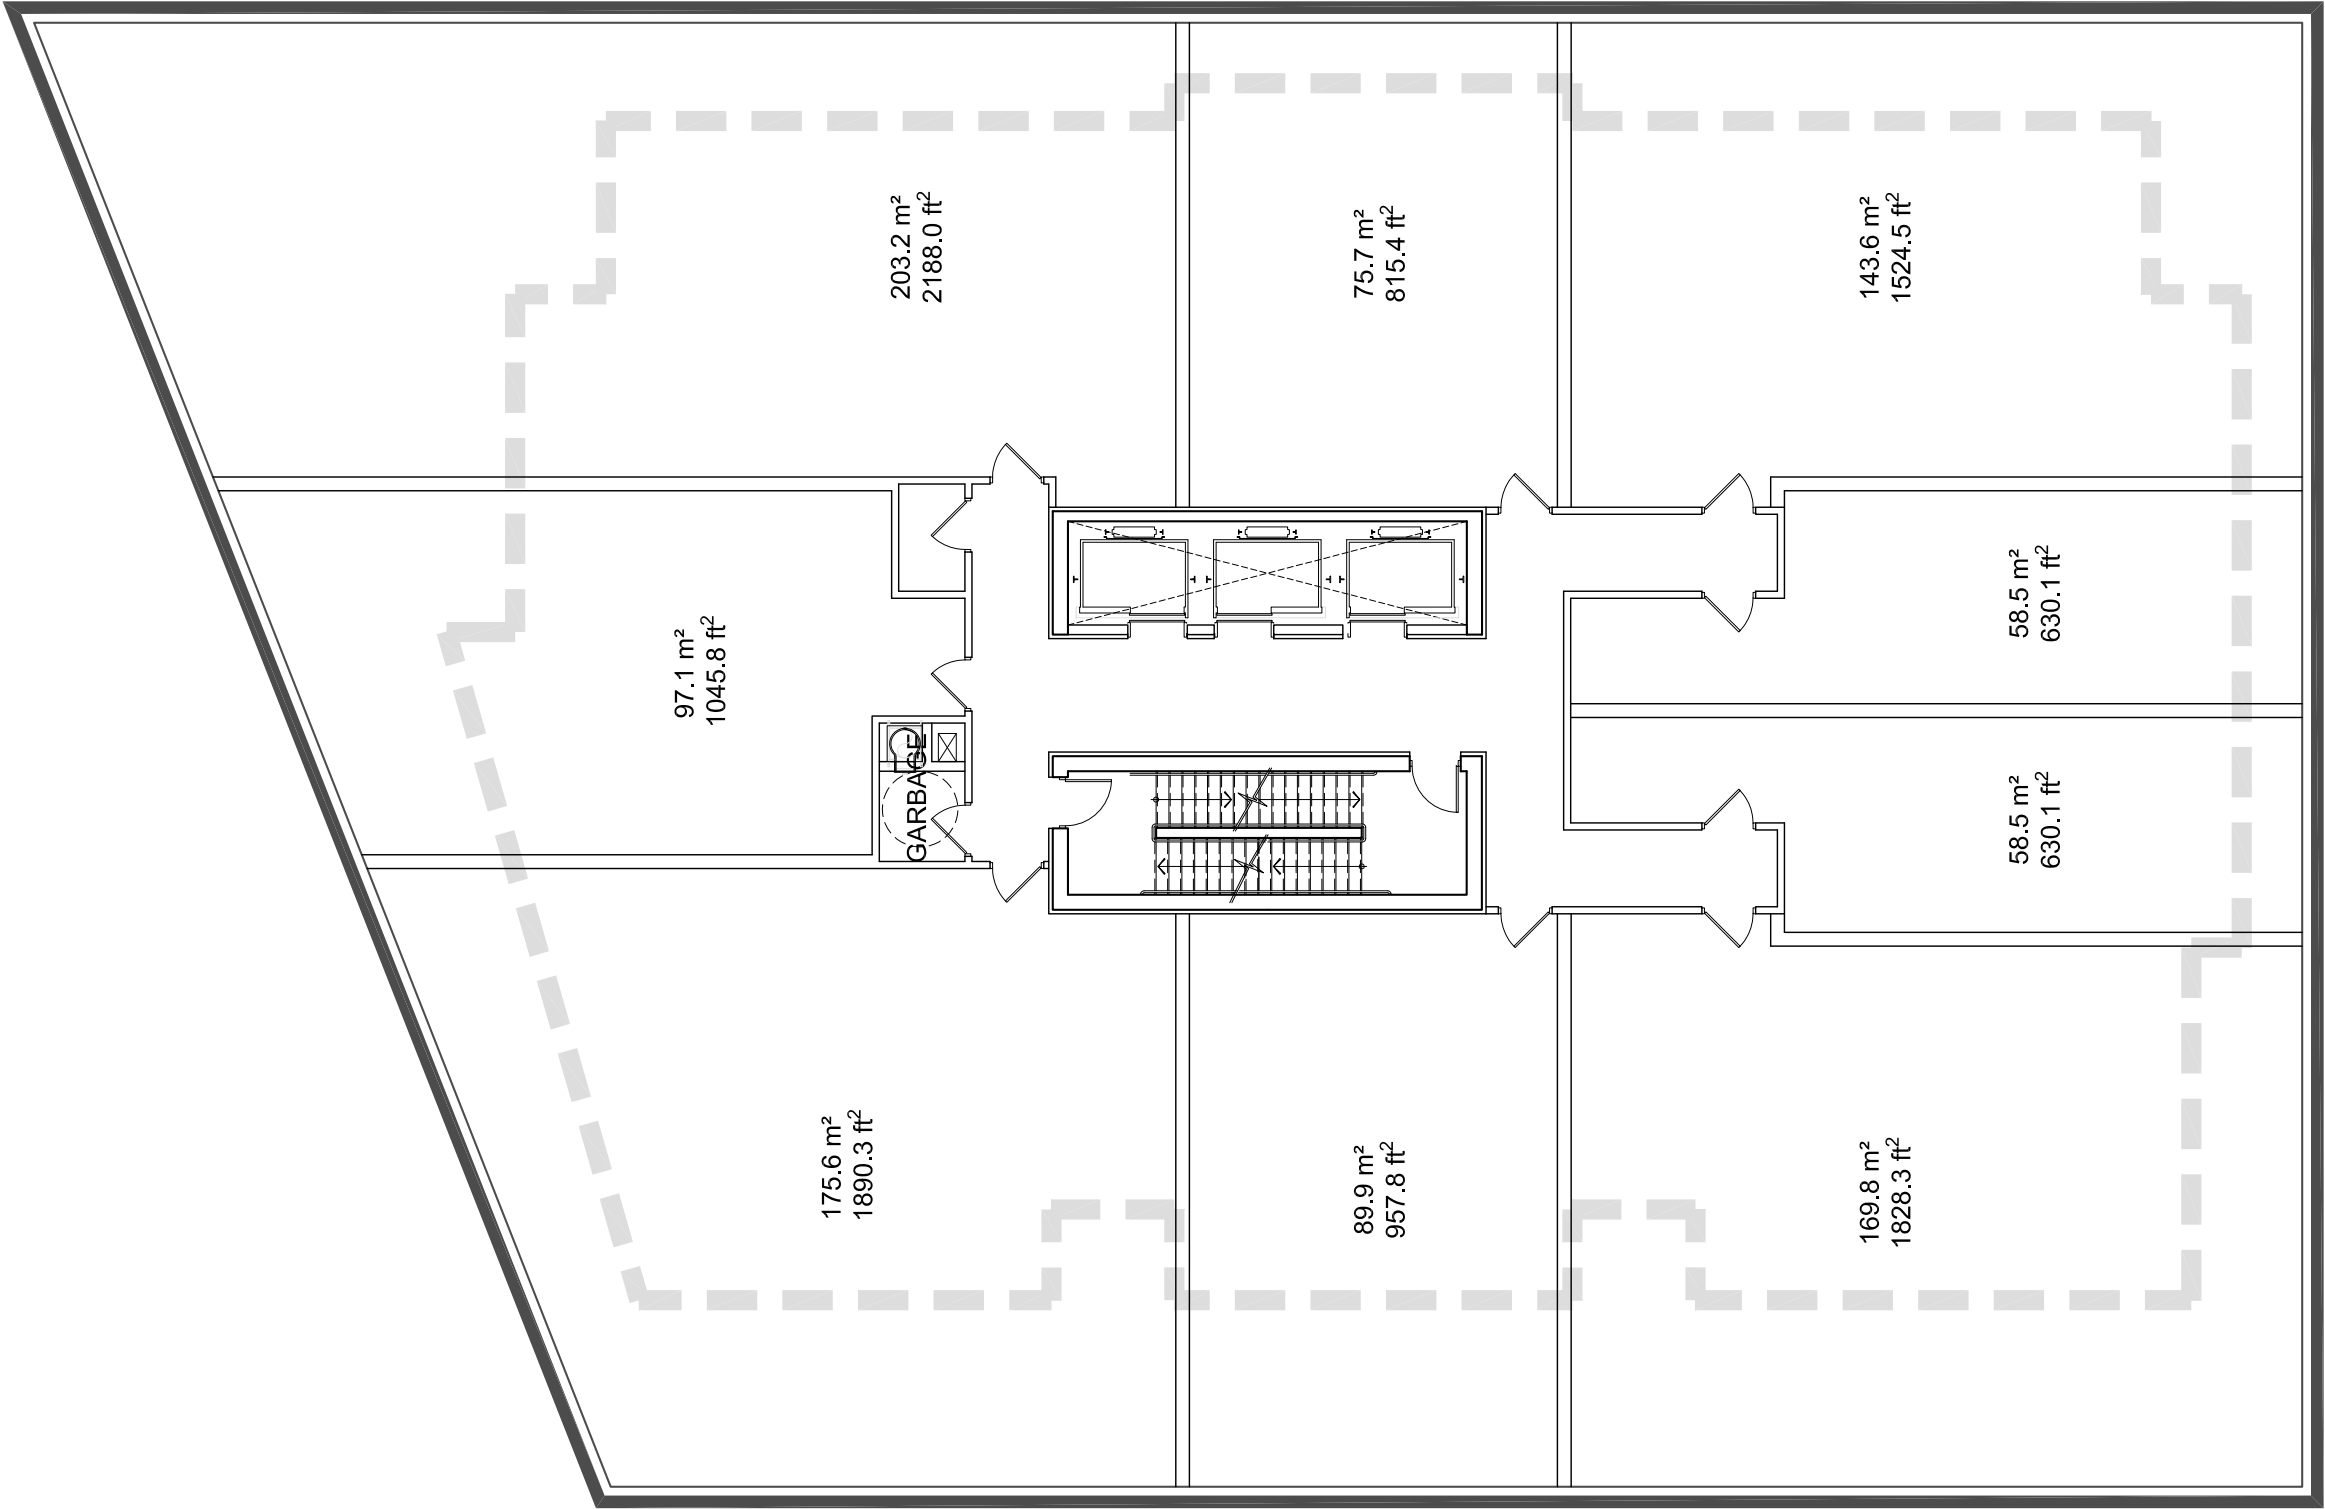 203.2 m²
2188.0 ft²
75.7 m²
815.4 ft²
143.6 m²
1524.5 ft²
97.1 m²
1045.8 ft²
58.5 m²
630.1 ft²
GARBAGE
58.5 m²
630.1 ft²
175.6 m²
1890.3 ft²
89.9 m²
957.8 ft²
169.8 m²
1828.3 ft²